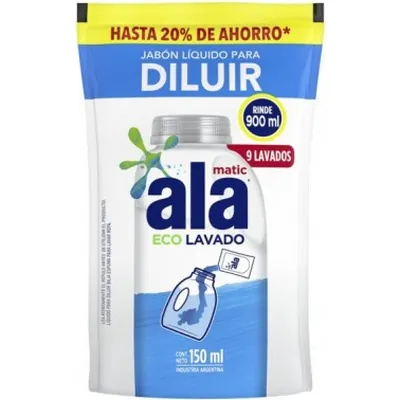 HASTA 20% DE AHORRO*
JABÓN LÍQUIDO PARA
DILUIR
RINDE
900 ml
9 LAVADOS
matic
ala
ECO LAVADO
CONT.
NETO 150 ml
INDUSTRIA ARGENTINA